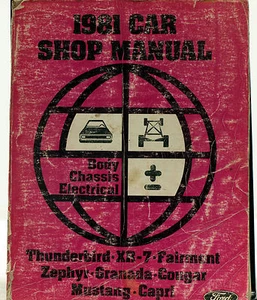 1981 CAR
SHOP MANUAL
Body
Chassis
Electrical
Thunderbird · XR-7 · Fairmont
Zephyr · Granada · Cougar
Mustang · Capri
Ford